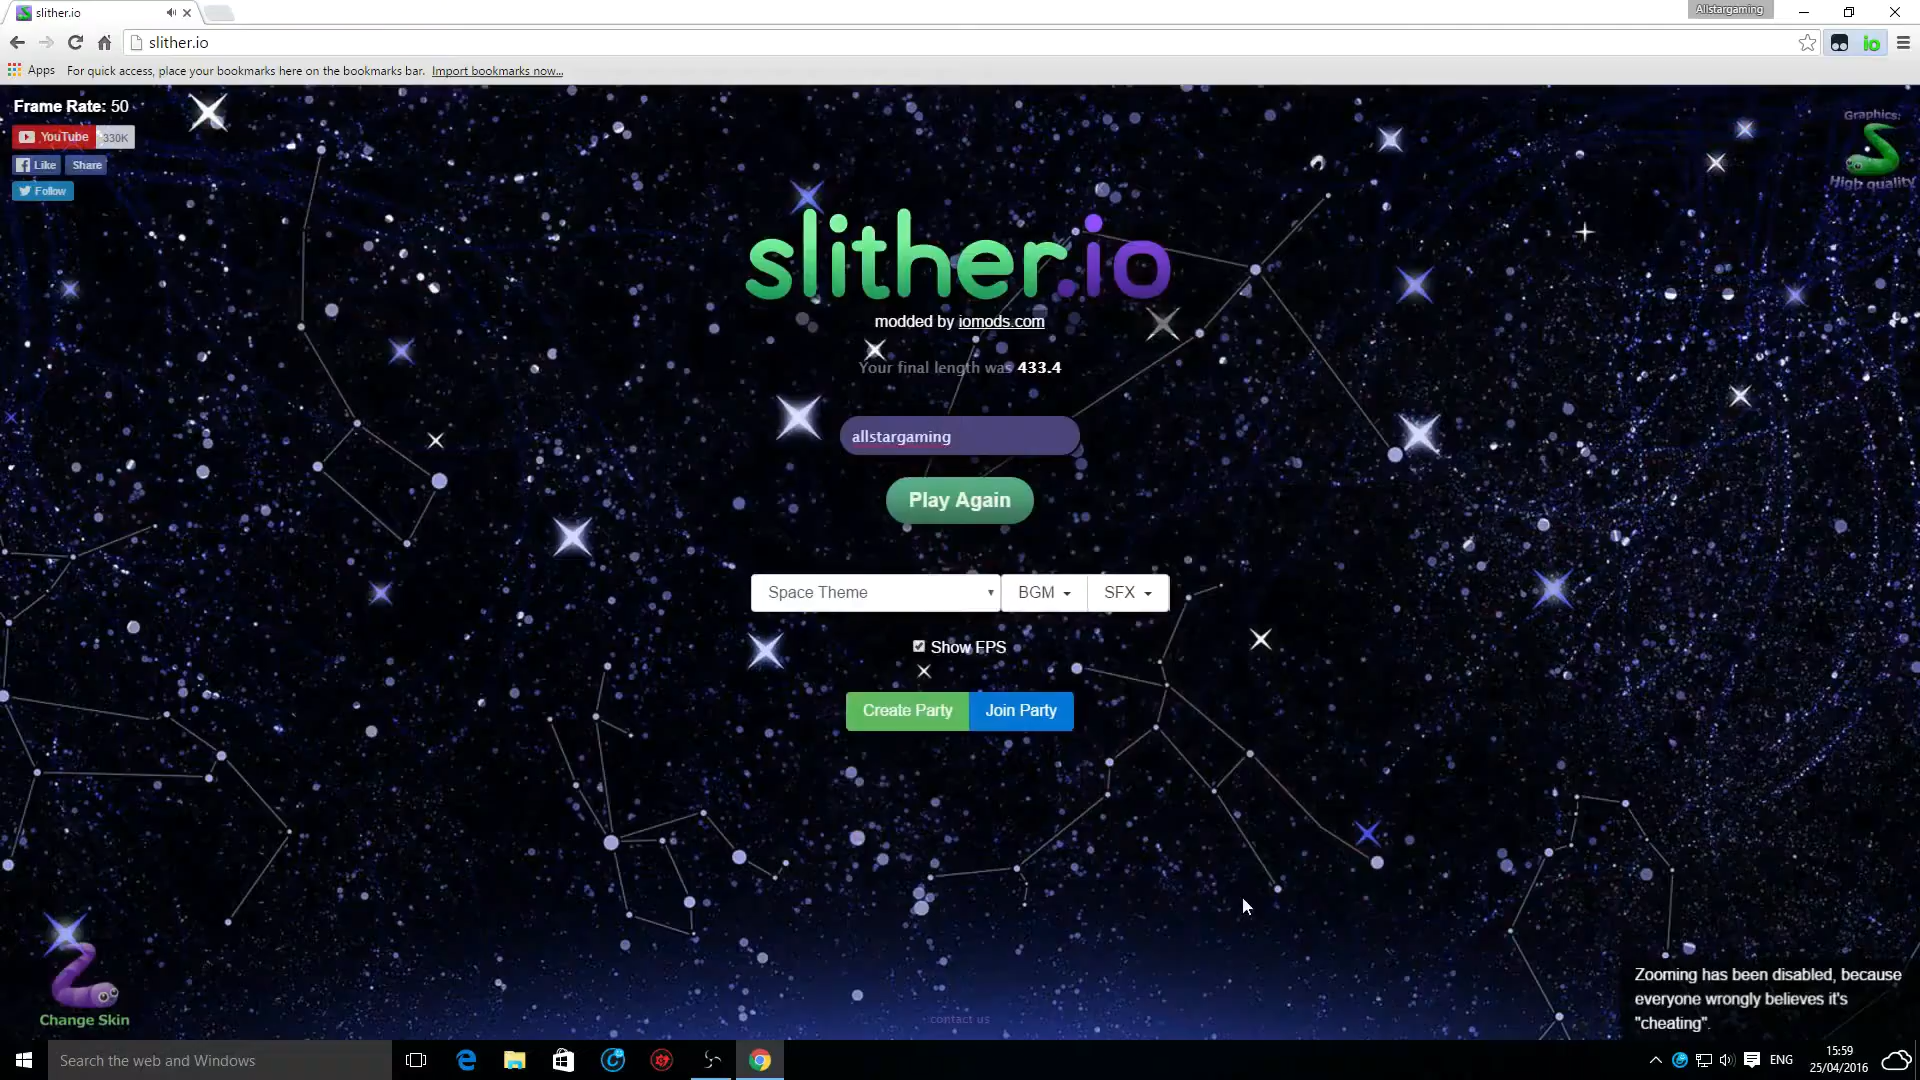 slither.io
Allstargaming
slither.io
io
Apps For quick access, place your bookmarks here on the bookmarks bar. Import bookmarks now...
Frame Rate: 50
YouTube 330K
Like Share
Follow
Graphics:
High quality
slither.io
modded by iomods.com
Your final length was 433.4
allstargaming
Play Again
Space Theme BGM SFX
Show FPS
Create Party Join Party
Zooming has been disabled, because
everyone wrongly believes it's
"cheating".
Change Skin
contact us
Search the web and Windows
ENG
15:59
25/04/2016